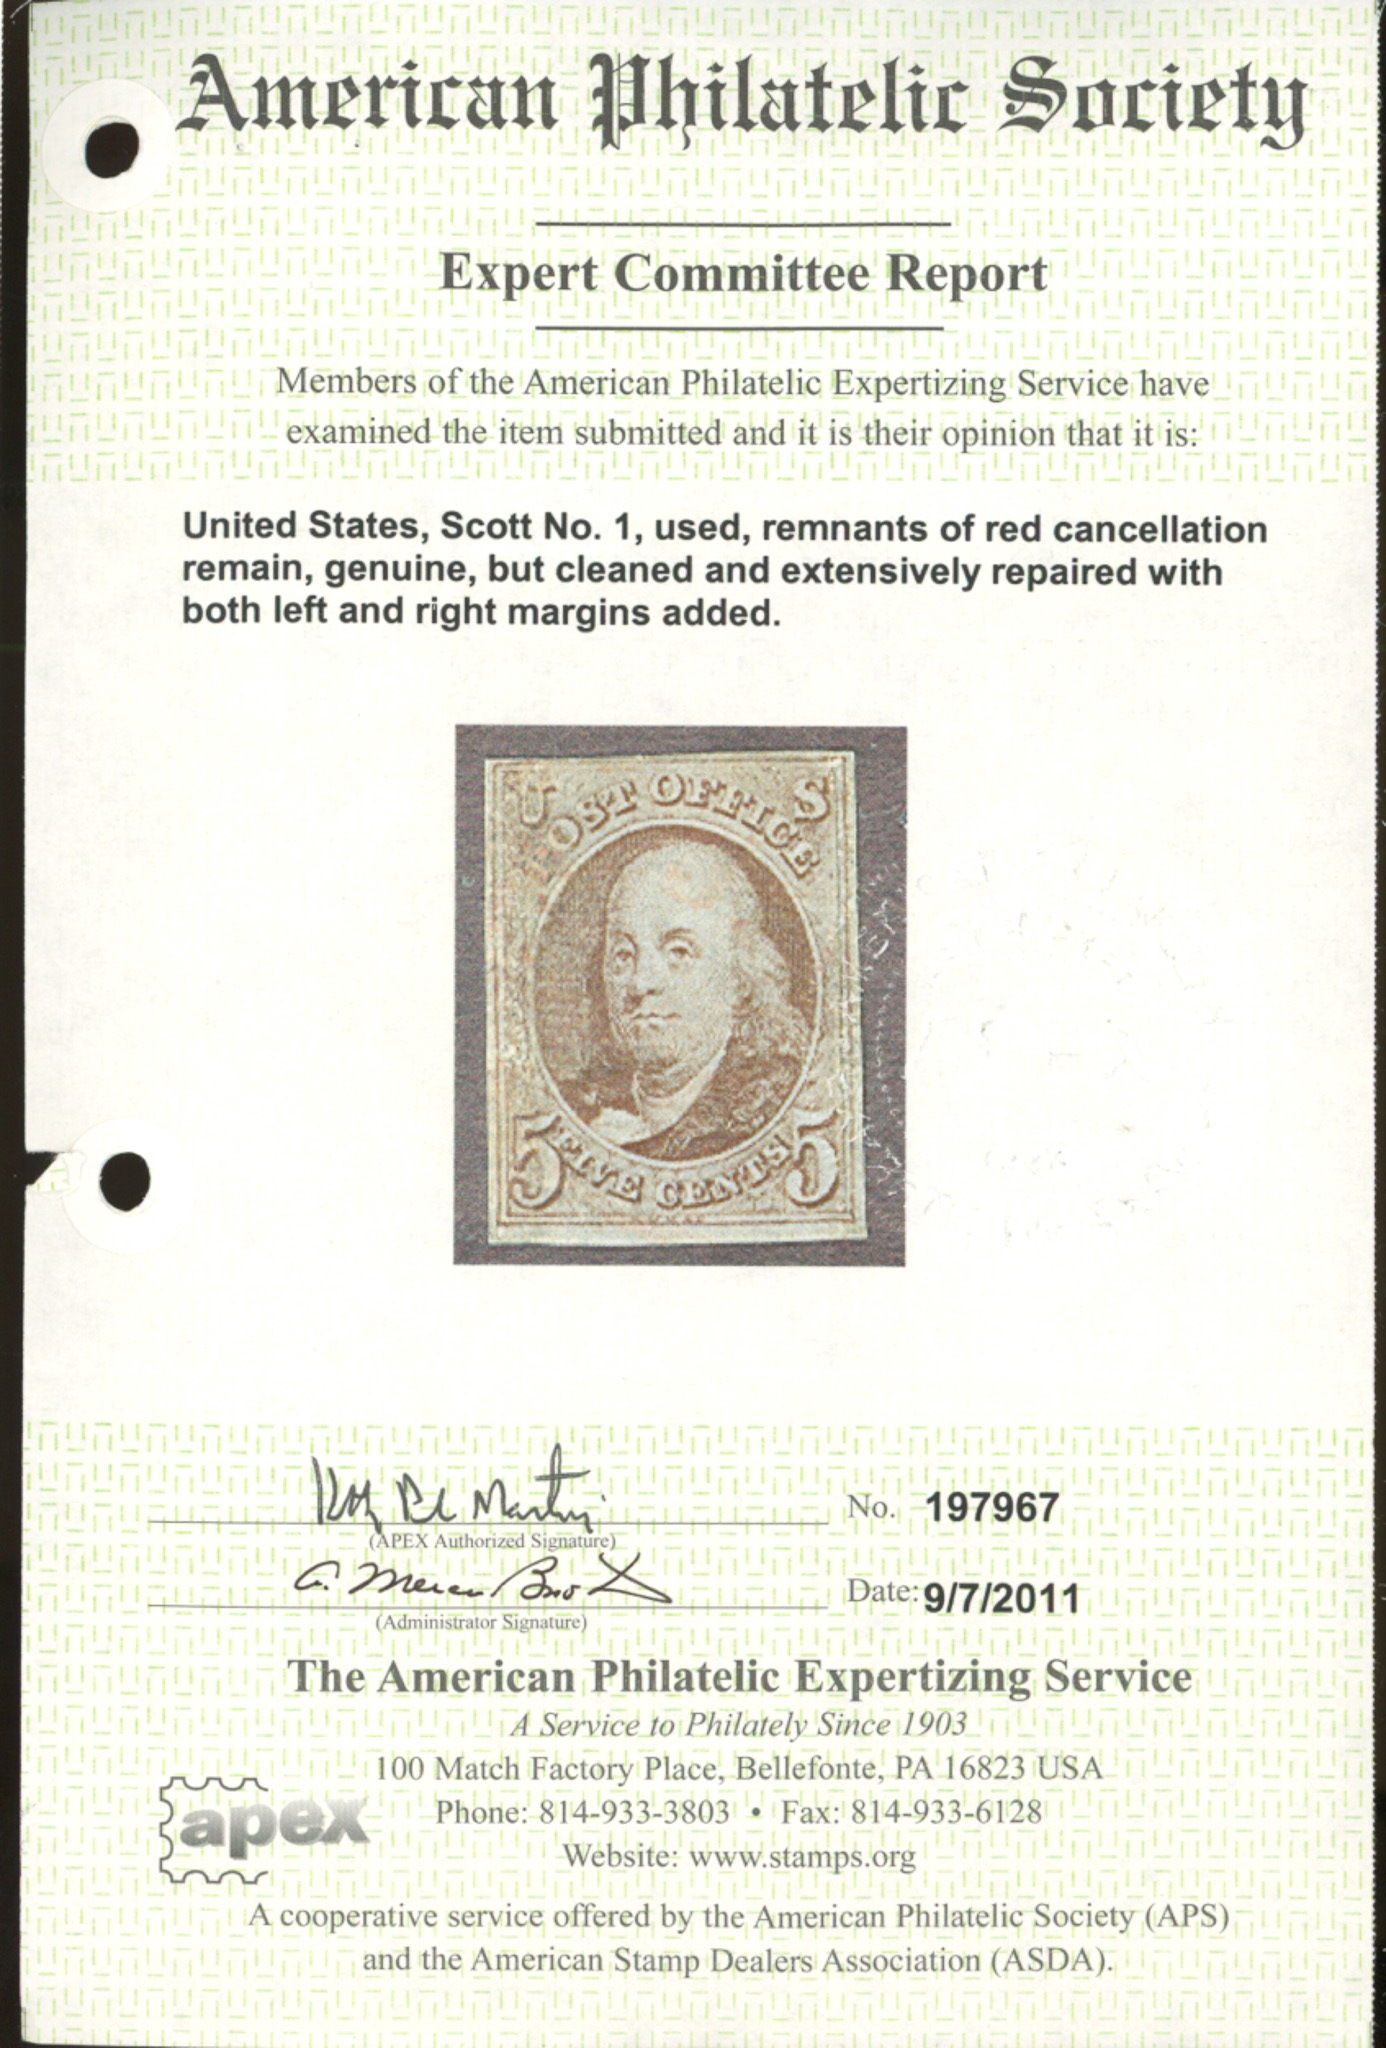 American Philatelic Society
Expert Committee Report
Members of the American Philatelic Expertizing Service have
examined the item submitted and it is their opinion that it is:
United States, Scott No. 1, used, remnants of red cancellation
remain, genuine, but cleaned and extensively repaired with
both left and right margins added.
U S
POST OFFICE
5 5
FIVE CENTS
No. 197967
(APEX Authorized Signature)
Date: 9/7/2011
(Administrator Signature)
The American Philatelic Expertizing Service
A Service to Philately Since 1903
100 Match Factory Place, Bellefonte, PA 16823 USA
Phone: 814-933-3803 • Fax: 814-933-6128
Website: www.stamps.org
apex
A cooperative service offered by the American Philatelic Society (APS)
and the American Stamp Dealers Association (ASDA).